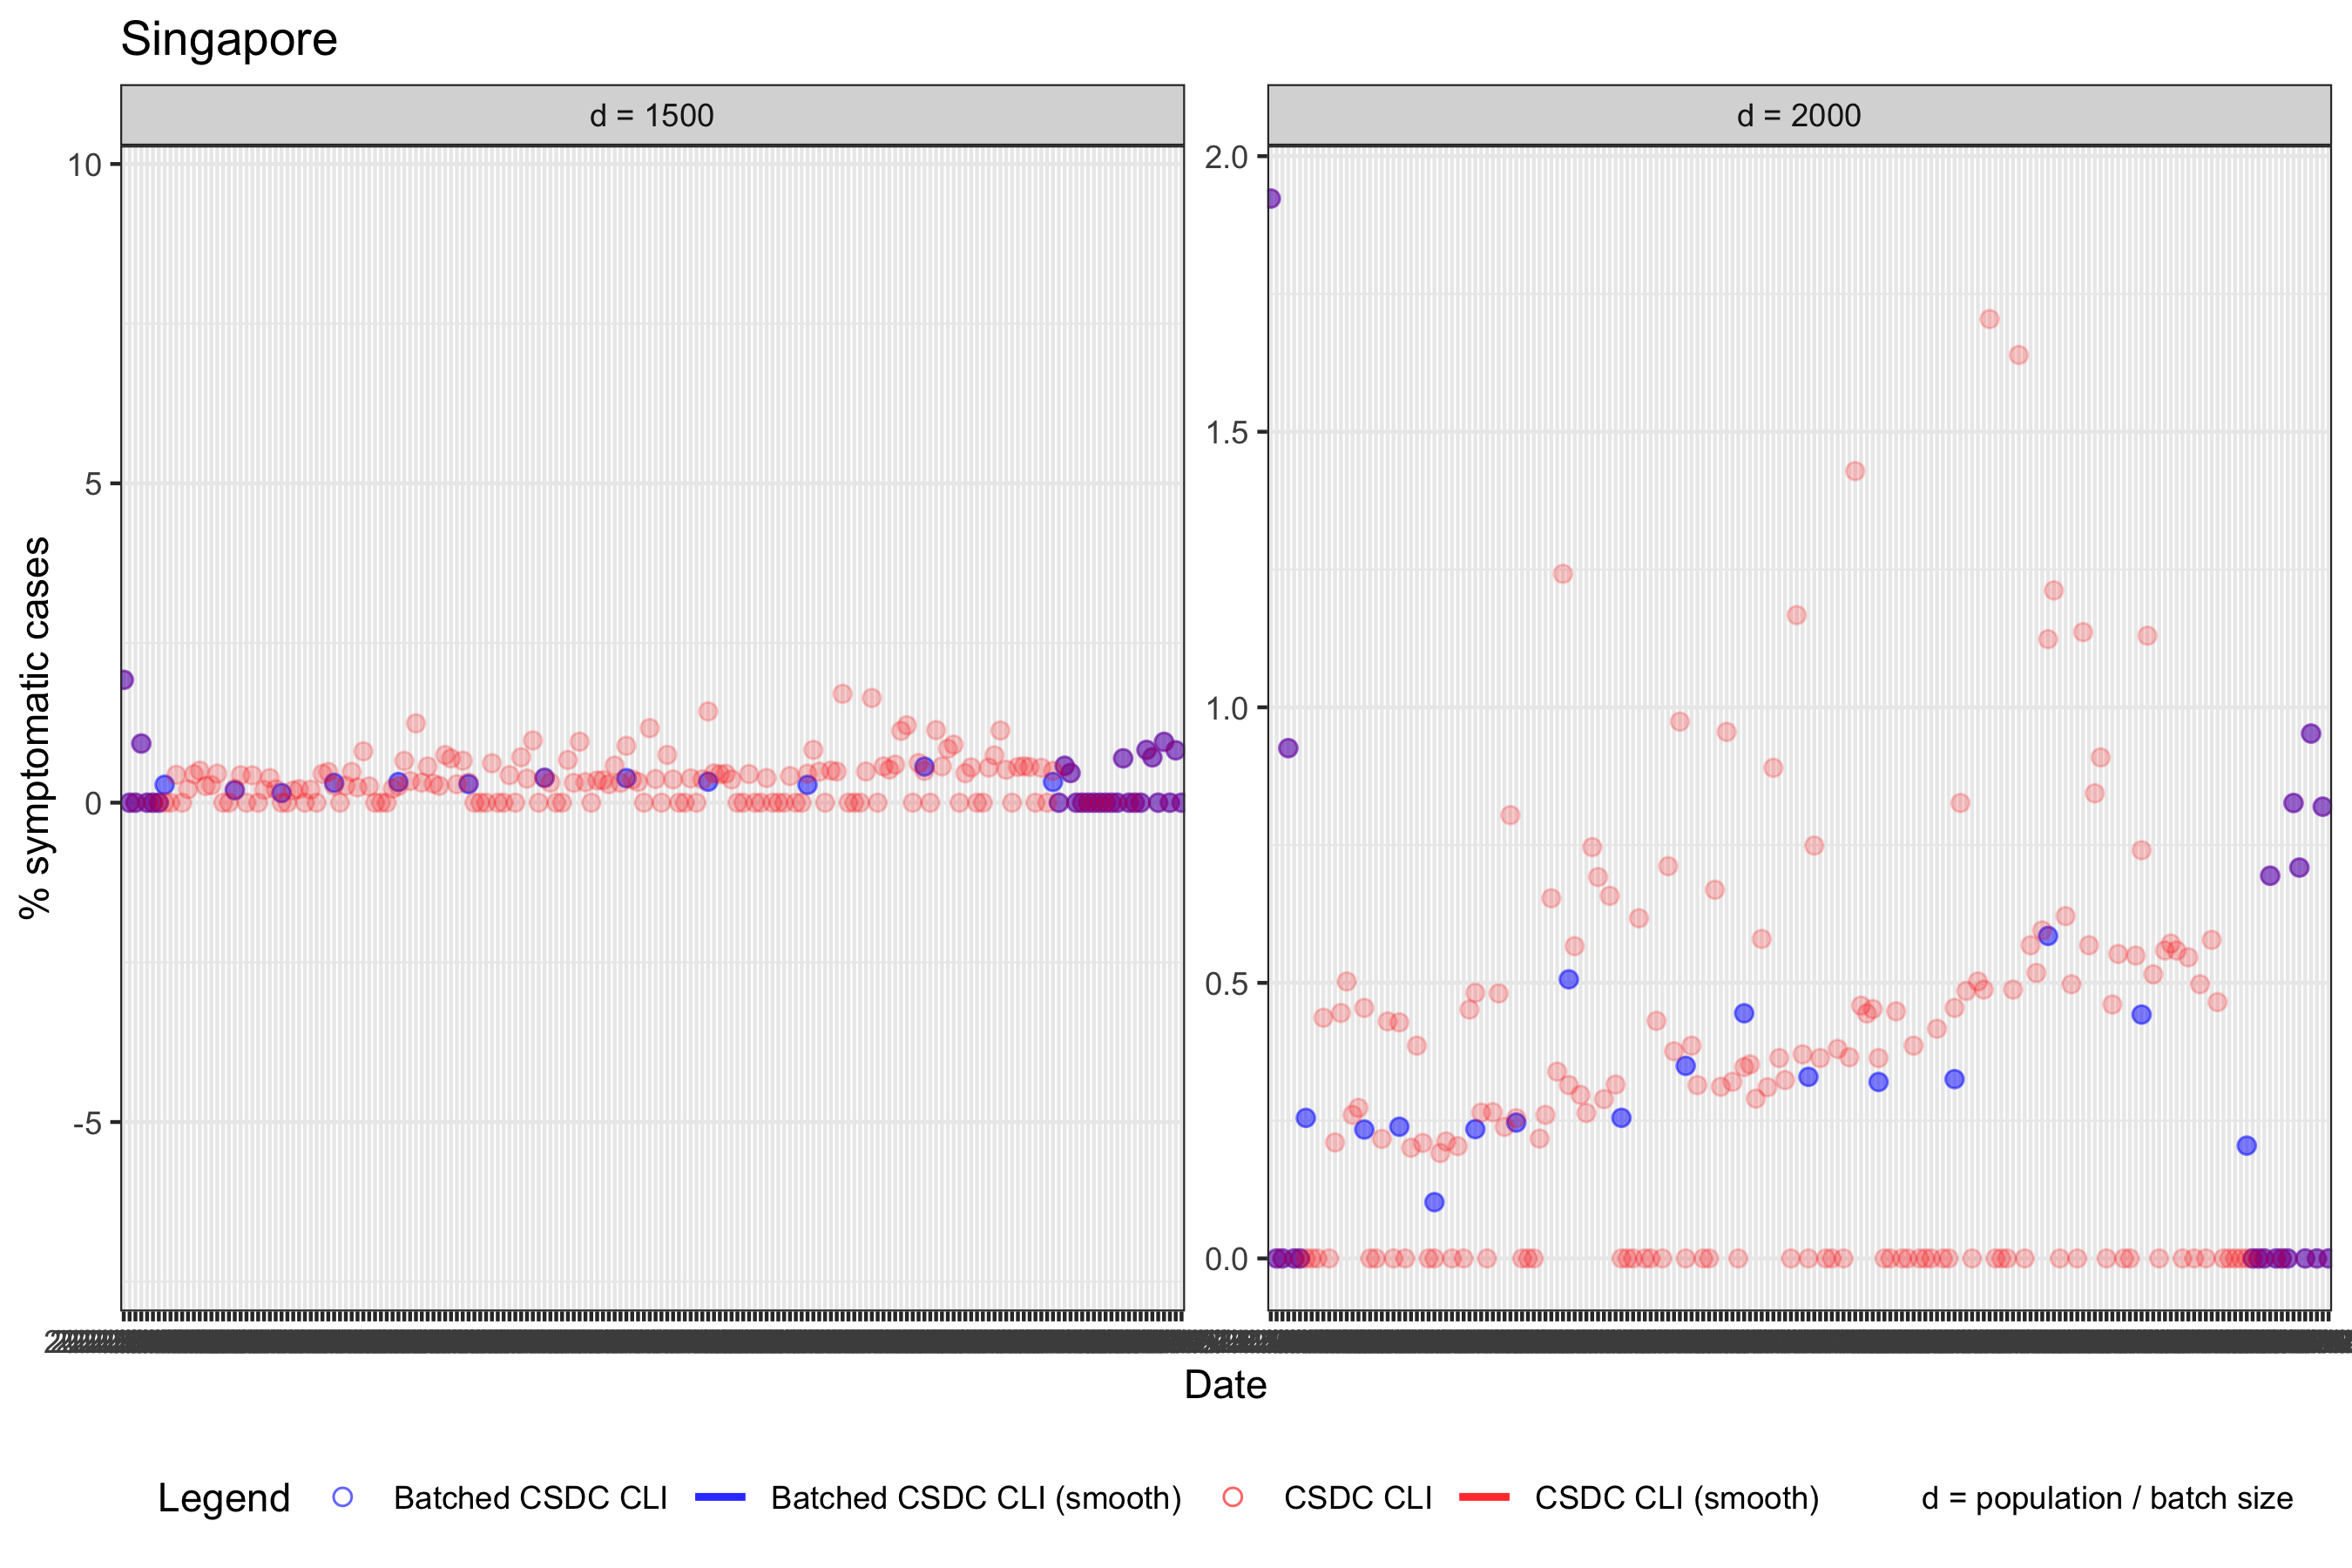 Singapore
d = 1500
d = 2000
10
5
0
-5
2.0
1.5
1.0
0.5
0.0
% symptomatic cases
Date
Legend
Batched CSDC CLI
Batched CSDC CLI (smooth)
CSDC CLI
CSDC CLI (smooth)
d = population / batch size